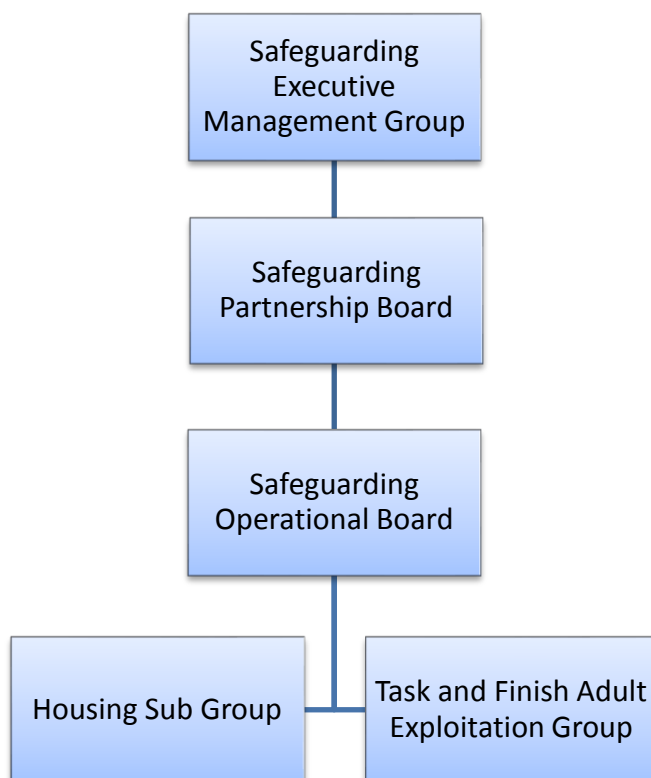 Safeguarding
Executive
Management Group
Safeguarding
Partnership Board
Safeguarding
Operational Board
Housing Sub Group
Task and Finish Adult
Exploitation Group